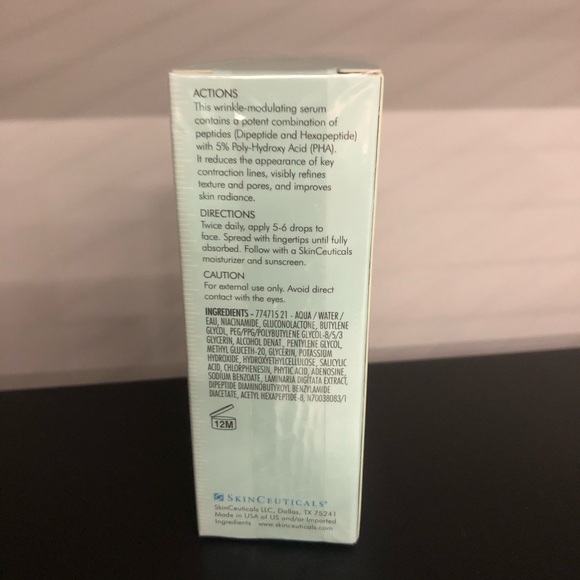 ACTIONS
This wrinkle-modulating serum
contains a potent combination of
peptides (Dipeptide and Hexapeptide)
with 5% Poly-Hydroxy Acid (PHA).
It reduces the appearance of key
contraction lines, visibly refines
texture and pores, and improves
skin radiance.
DIRECTIONS
Twice daily, apply 5-6 drops to
face. Spread with fingertips until fully
absorbed. Follow with a SkinCeuticals
moisturizer and sunscreen.
CAUTION
For external use only. Avoid direct
contact with the eyes.
INGREDIENTS - 774715 21 - AQUA / WATER /
EAU, NIACINAMIDE, GLUCONOLACTONE, BUTYLENE
GLYCOL, PEG/PPG/POLYBUTYLENE GLYCOL-8/5/3
GLYCERIN, ALCOHOL DENAT., PENTYLENE GLYCOL,
METHYL GLUCETH-20, GLYCERIN, POTASSIUM
HYDROXIDE, HYDROXYETHYLCELLULOSE, SALICYLIC
ACID, CHLORPHENESIN, PHYTIC ACID, ADENOSINE,
SODIUM BENZOATE, LAMINARIA DIGITATA EXTRACT,
DIPEPTIDE DIAMINOBUTYROYL BENZYLAMIDE
DIACETATE, ACETYL HEXAPEPTIDE-8, N70038083/1
12M
SKINCEUTICALS®
SkinCeuticals LLC, Dallas, TX 75241
Made in USA of US and/or Imported
Ingredients www.skinceuticals.com